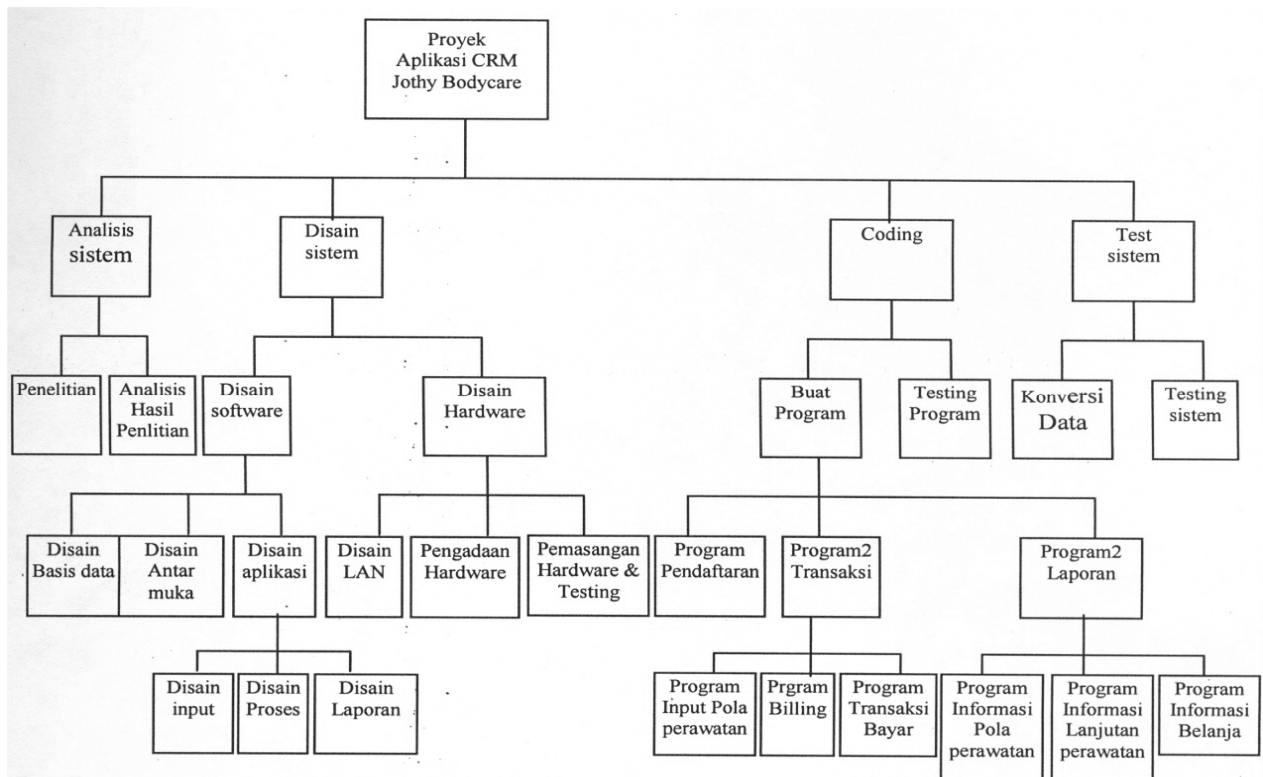 Proyek
Aplikasi CRM
Jothy Bodycare
Analisis
sistem
Disain
sistem
Coding
Test
sistem
Penelitian
Analisis
Hasil
Penlitian
Disain
software
Disain
Hardware
Buat
Program
Testing
Program
Konversi
Data
Testing
sistem
Disain
Basis data
Disain
Antar
muka
Disain
aplikasi
Disain
LAN
Pengadaan
Hardware
Pemasangan
Hardware &
Testing
Program
Pendaftaran
Program2
Transaksi
Program2
Laporan
Disain
input
Disain
Proses
Disain
Laporan
Program
Input Pola
perawatan
Prgram
Billing
Program
Transaksi
Bayar
Program
Informasi
Pola
perawatan
Program
Informasi
Lanjutan
perawatan
Program
Informasi
Belanja